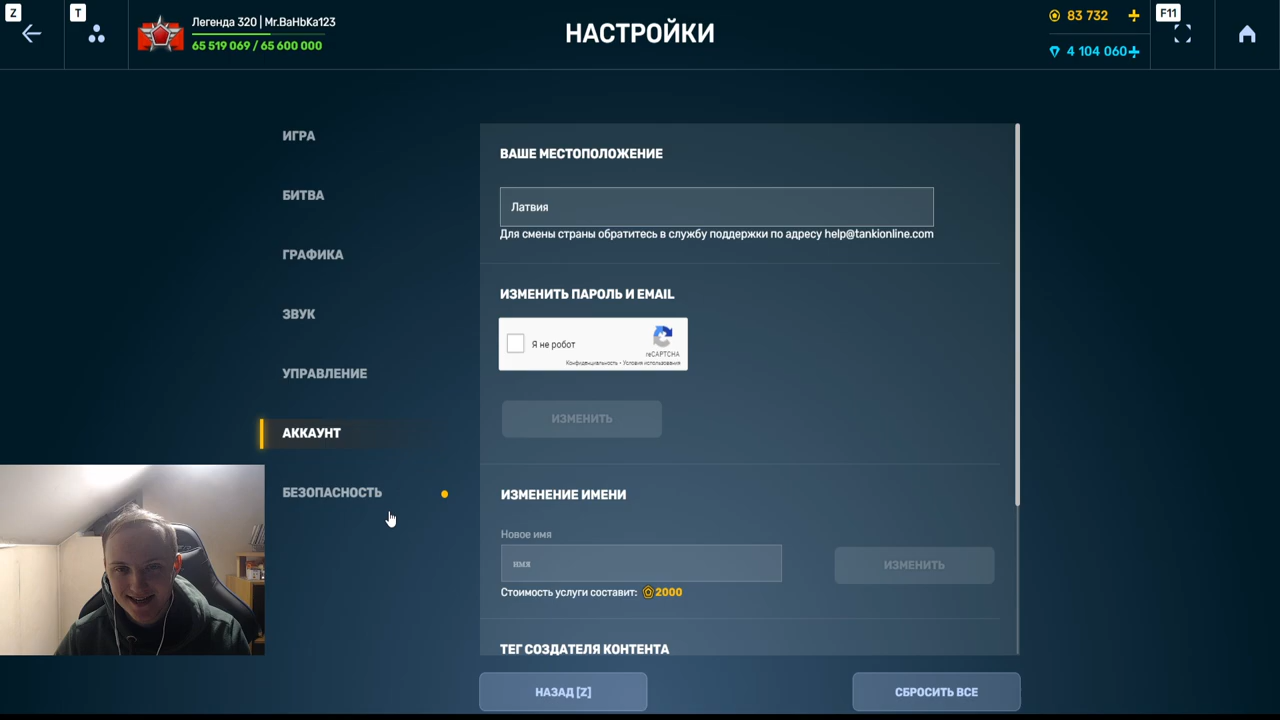 Z
T
Легенда 320 | Mr.BaHbKa123
65 519 069 / 65 600 000
НАСТРОЙКИ
83 732 +
4 104 060+
F11
ИГРА
БИТВА
ГРАФИКА
ЗВУК
УПРАВЛЕНИЕ
АККАУНТ
БЕЗОПАСНОСТЬ
ВАШЕ МЕСТОПОЛОЖЕНИЕ
Латвия
Для смены страны обратитесь в службу поддержки по адресу help@tankionline.com
ИЗМЕНИТЬ ПАРОЛЬ И EMAIL
Я не робот
reCAPTCHA
Конфиденциальность - Условия использования
ИЗМЕНИТЬ
ИЗМЕНЕНИЕ ИМЕНИ
Новое имя
имя
ИЗМЕНИТЬ
Стоимость услуги составит: 2000
ТЕГ СОЗДАТЕЛЯ КОНТЕНТА
НАЗАД [Z]
СБРОСИТЬ ВСЕ